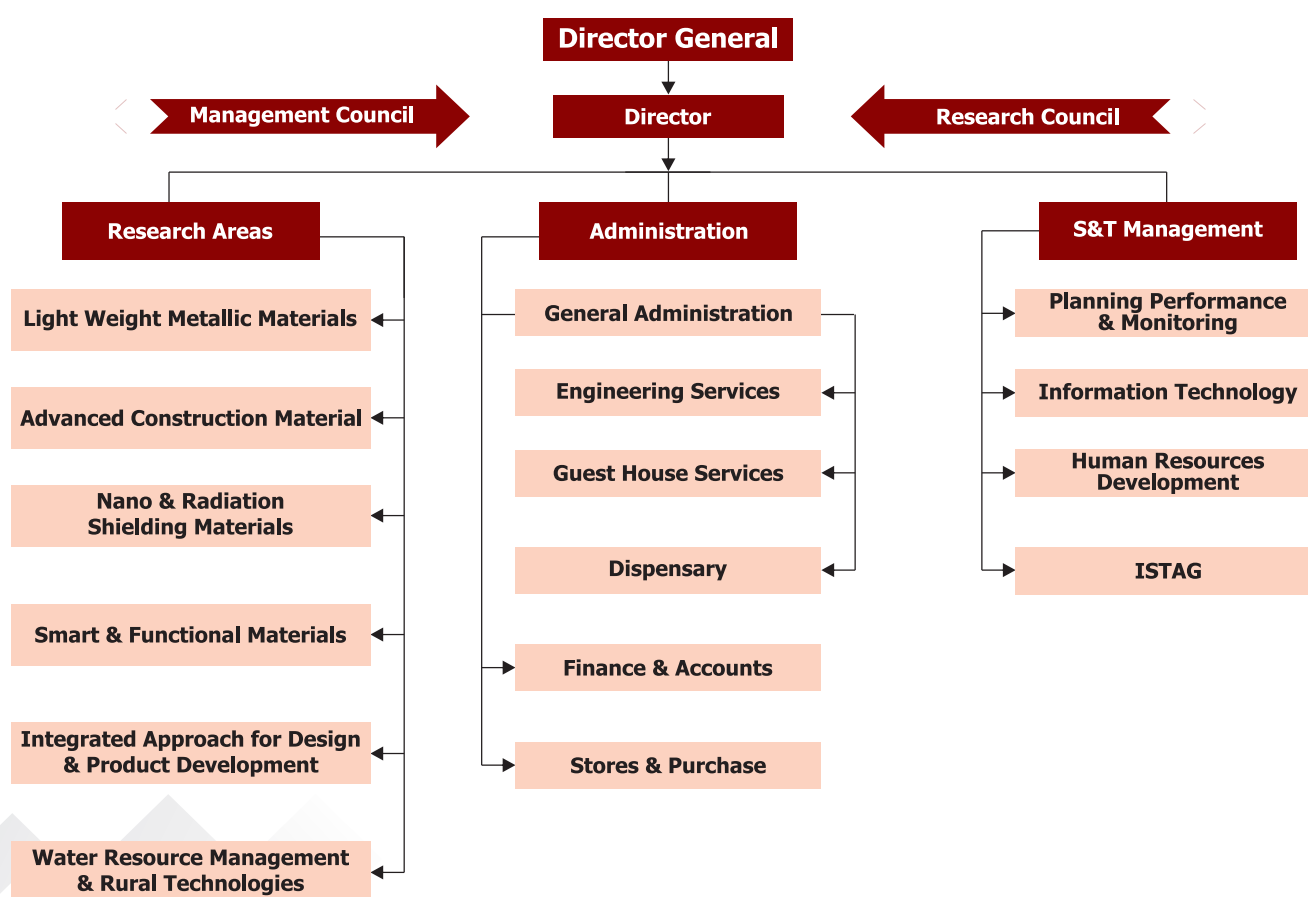 Director General
Management Council
Director
Research Council
Research Areas
Light Weight Metallic Materials
Advanced Construction Material
Nano & Radiation
Shielding Materials
Smart & Functional Materials
Integrated Approach for Design
& Product Development
Water Resource Management
& Rural Technologies
Administration
General Administration
Engineering Services
Guest House Services
Dispensary
Finance & Accounts
Stores & Purchase
S&T Management
Planning Performance
& Monitoring
Information Technology
Human Resources
Development
ISTAG